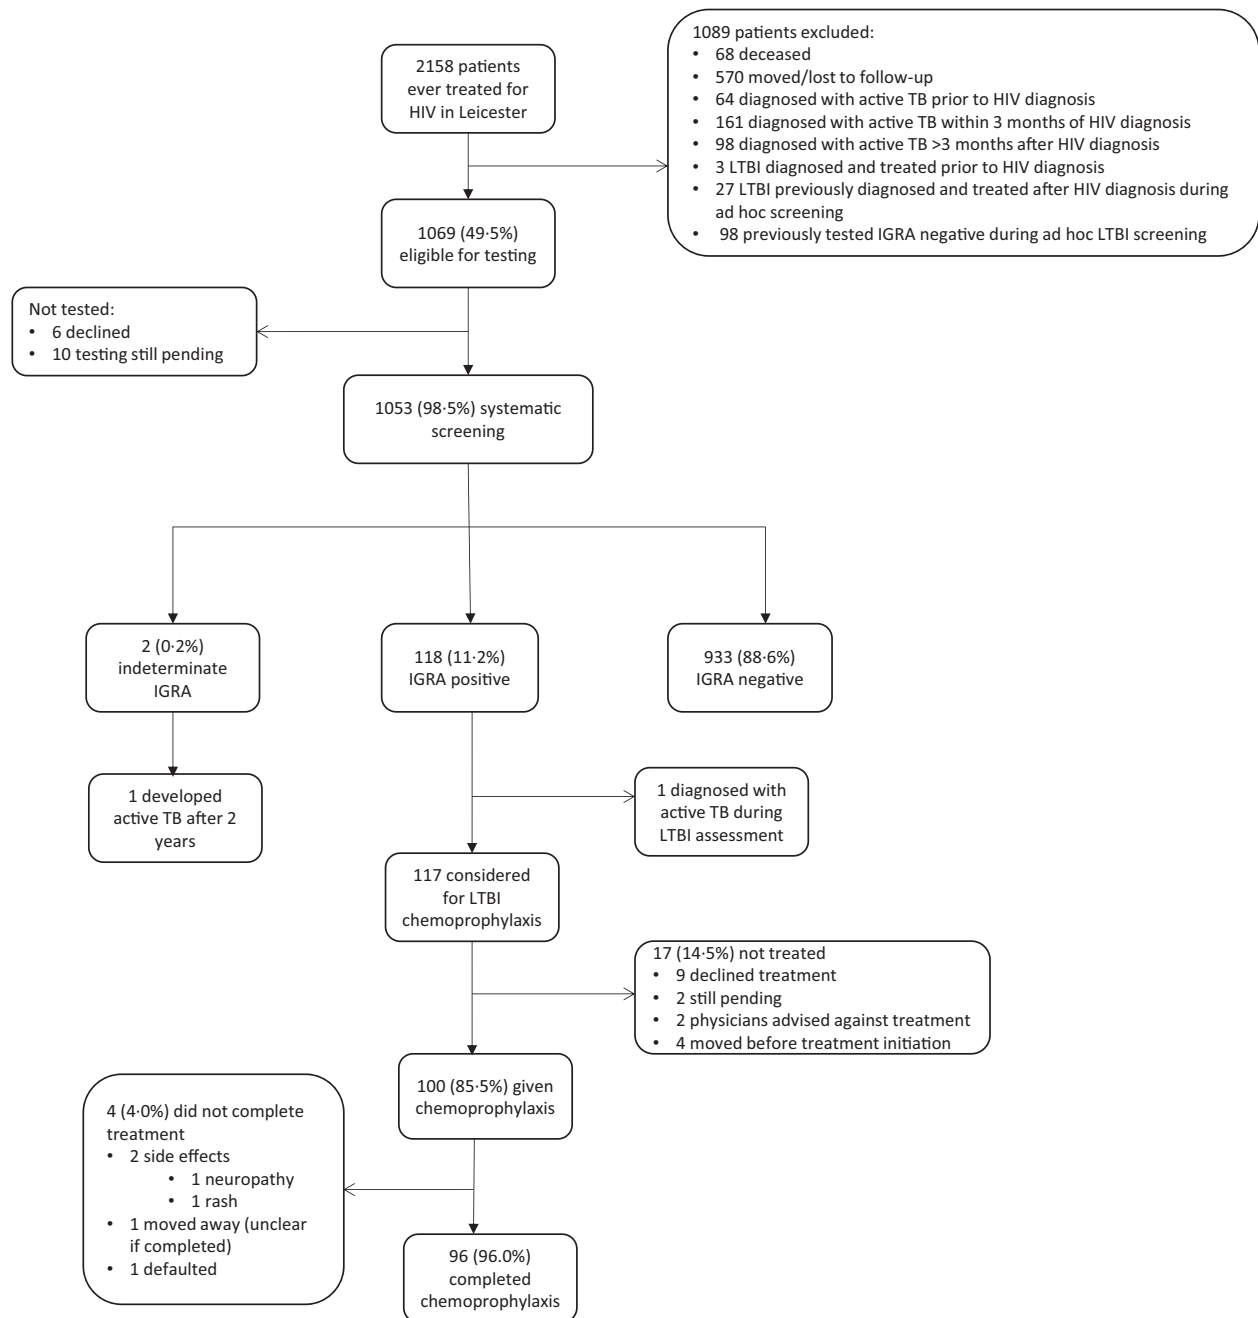 2158 patients
ever treated for
HIV in Leicester
1089 patients excluded:
• 68 deceased
• 570 moved/lost to follow-up
• 64 diagnosed with active TB prior to HIV diagnosis
• 161 diagnosed with active TB within 3 months of HIV diagnosis
• 98 diagnosed with active TB >3 months after HIV diagnosis
• 3 LTBI diagnosed and treated prior to HIV diagnosis
• 27 LTBI previously diagnosed and treated after HIV diagnosis during
ad hoc screening
• 98 previously tested IGRA negative during ad hoc LTBI screening
1069 (49·5%)
eligible for testing
Not tested:
• 6 declined
• 10 testing still pending
1053 (98·5%) systematic
screening
2 (0·2%)
indeterminate
IGRA
118 (11·2%)
IGRA positive
933 (88·6%)
IGRA negative
1 developed
active TB after 2
years
1 diagnosed with
active TB during
LTBI assessment
117 considered
for LTBI
chemoprophylaxis
17 (14·5%) not treated
• 9 declined treatment
• 2 still pending
• 2 physicians advised against treatment
• 4 moved before treatment initiation
100 (85·5%) given
chemoprophylaxis
4 (4·0%) did not complete
treatment
• 2 side effects
• 1 neuropathy
• 1 rash
• 1 moved away (unclear
if completed)
• 1 defaulted
96 (96.0%)
completed
chemoprophylaxis